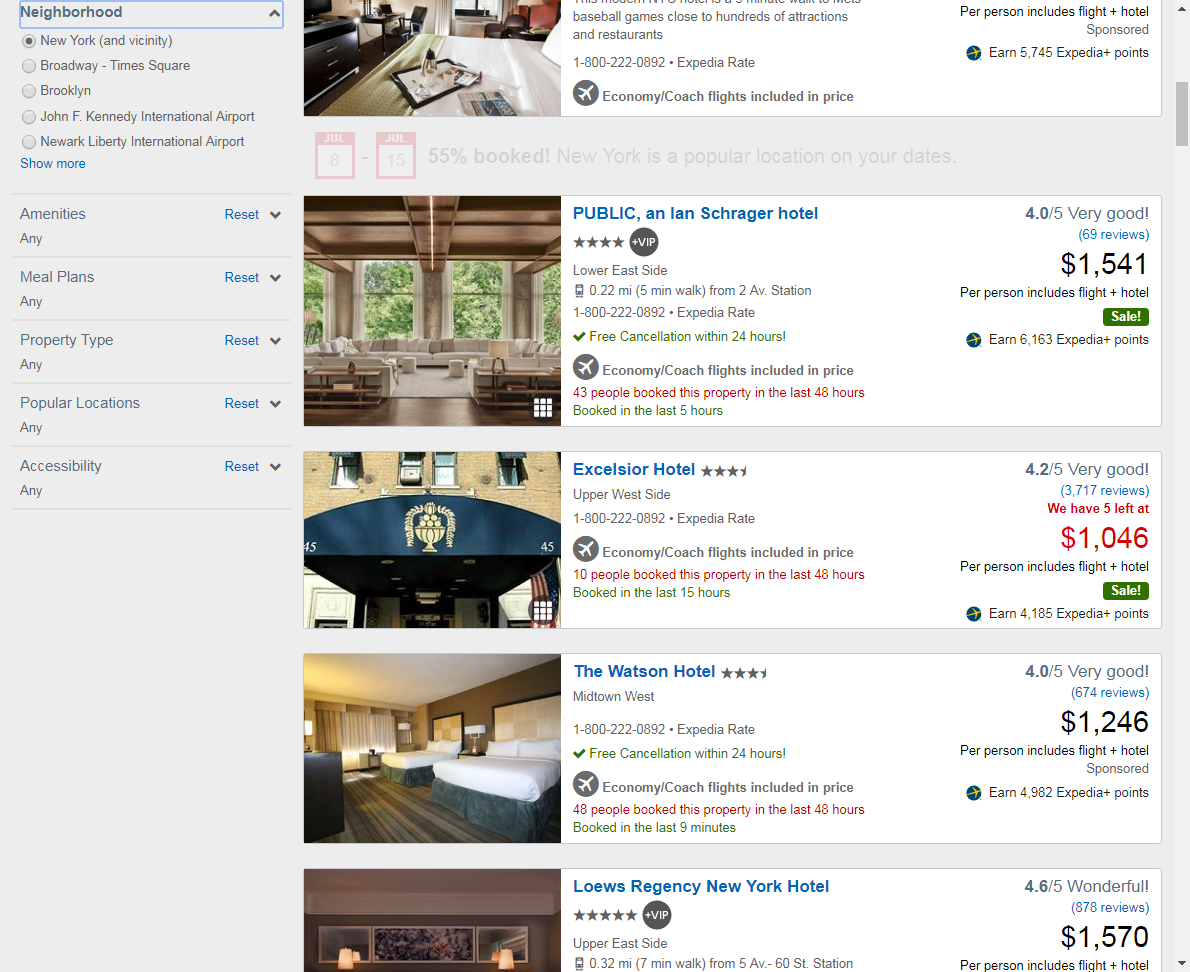 Neighborhood
New York (and vicinity)
Broadway - Times Square
Brooklyn
John F. Kennedy International Airport
Newark Liberty International Airport
Show more
Amenities Reset
Any
Meal Plans Reset
Any
Property Type Reset
Any
Popular Locations Reset
Any
Accessibility Reset
Any
This modern NYC hotel is a 5 minute walk to Mets
baseball games close to hundreds of attractions
and restaurants
1-800-222-0892 • Expedia Rate
Economy/Coach flights included in price
Per person includes flight + hotel
Sponsored
Earn 5,745 Expedia+ points
JUL 8 - JUL 15 55% booked! New York is a popular location on your dates.
PUBLIC, an Ian Schrager hotel
+VIP
Lower East Side
0.22 mi (5 min walk) from 2 Av. Station
1-800-222-0892 • Expedia Rate
Free Cancellation within 24 hours!
Economy/Coach flights included in price
43 people booked this property in the last 48 hours
Booked in the last 5 hours
4.0/5 Very good!
(69 reviews)
$1,541
Per person includes flight + hotel
Sale!
Earn 6,163 Expedia+ points
45 45
Excelsior Hotel
Upper West Side
1-800-222-0892 • Expedia Rate
Economy/Coach flights included in price
10 people booked this property in the last 48 hours
Booked in the last 15 hours
4.2/5 Very good!
(3,717 reviews)
We have 5 left at
$1,046
Per person includes flight + hotel
Sale!
Earn 4,185 Expedia+ points
The Watson Hotel
Midtown West
1-800-222-0892 • Expedia Rate
Free Cancellation within 24 hours!
Economy/Coach flights included in price
48 people booked this property in the last 48 hours
Booked in the last 9 minutes
4.0/5 Very good!
(674 reviews)
$1,246
Per person includes flight + hotel
Sponsored
Earn 4,982 Expedia+ points
Loews Regency New York Hotel
+VIP
Upper East Side
0.32 mi (7 min walk) from 5 Av.- 60 St. Station
4.6/5 Wonderful!
(878 reviews)
$1,570
Per person includes flight + hotel